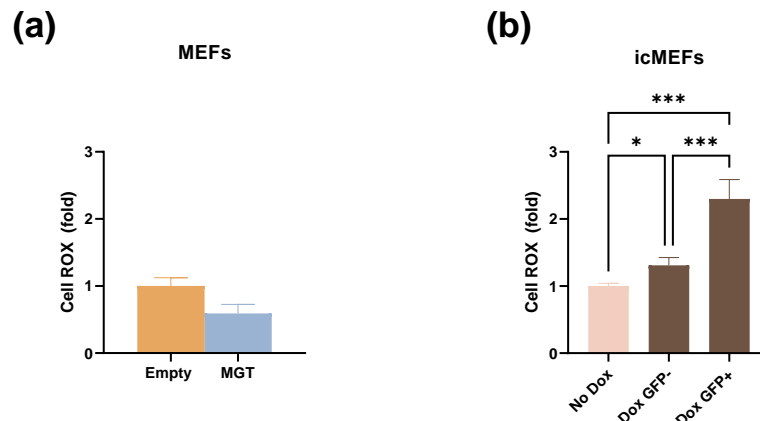 (a)
MEFs
Cell ROX (fold)
3
2
1
0
Empty
MGT
(b)
icMEFs
***
*
***
Cell ROX (fold)
3
2
1
0
No Dox
Dox GFP-
Dox GFP+